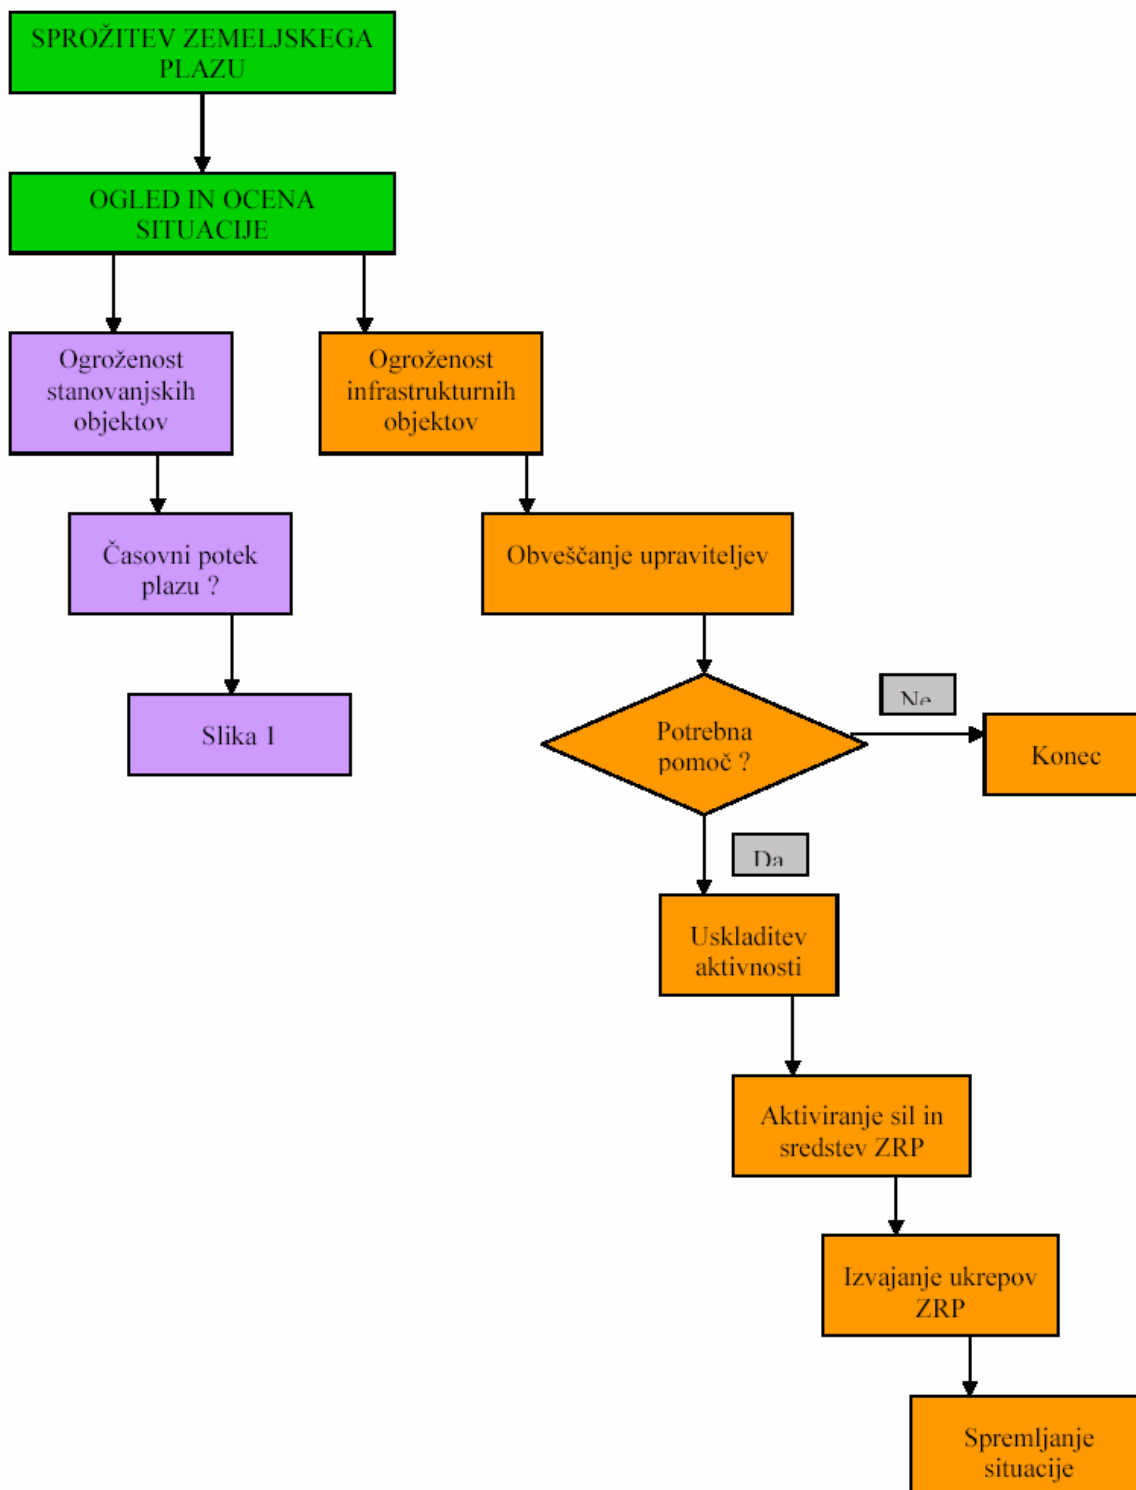 SPROŽITEV ZEMELJSKEGA
PLAZU
OGLED IN OCENA
SITUACIJE
Ogroženost
stanovanjskih
objektov
Ogroženost
infrastrukturnih
objektov
Časovni potek
plazu ?
Obveščanje upraviteljev
Slika 1
Potrebna
pomoč ?
Ne
Konec
Da
Uskladitev
aktivnosti
Aktiviranje sil in
sredstev ZRP
Izvajanje ukrepov
ZRP
Spremljanje
situacije